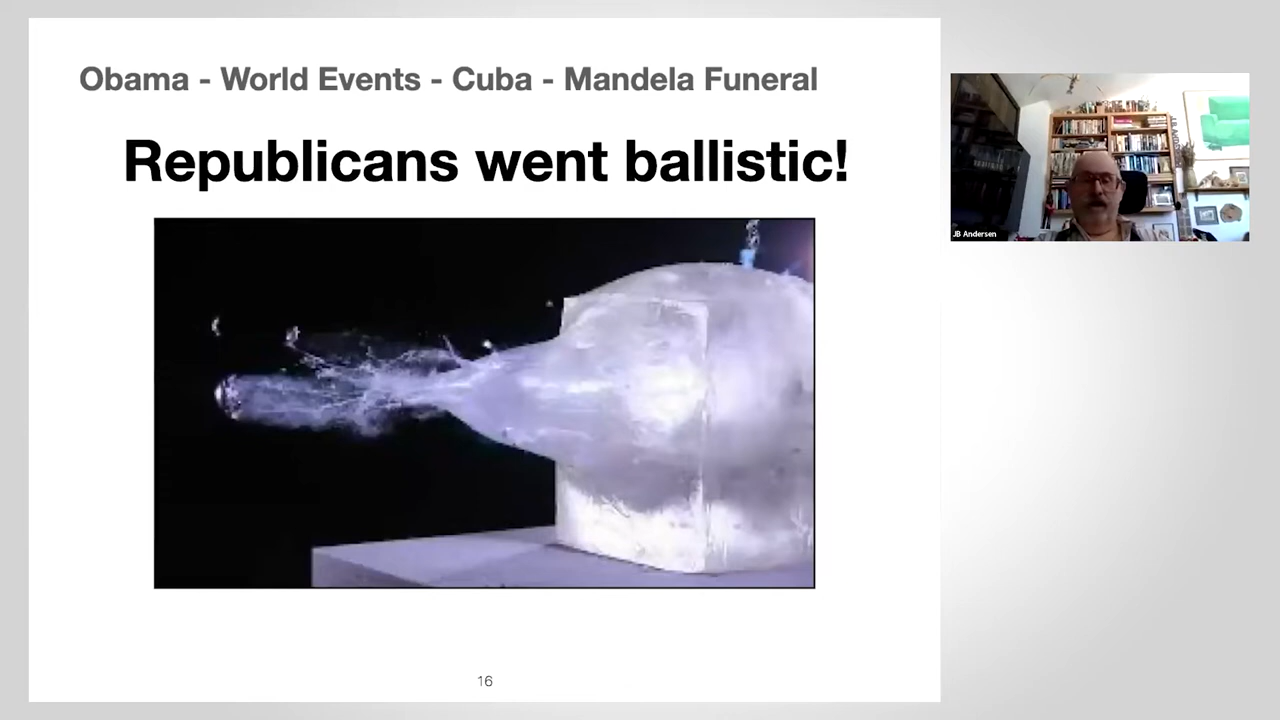 Obama - World Events - Cuba - Mandela Funeral
Republicans went ballistic!
JB Andersen
16